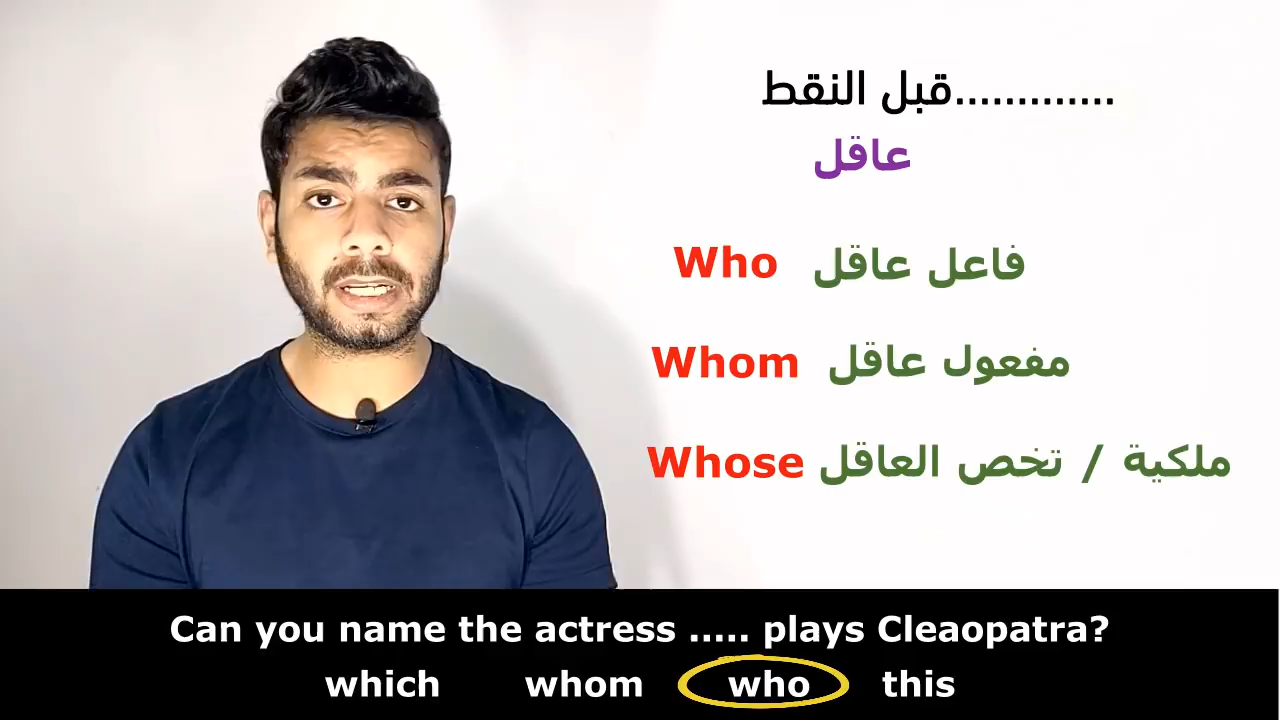 قبل النقط.............
عاقل
Who فاعل عاقل
Whom مفعول عاقل
Whose ملكية / تخص العاقل
Can you name the actress ..... plays Cleaopatra?
which whom who this